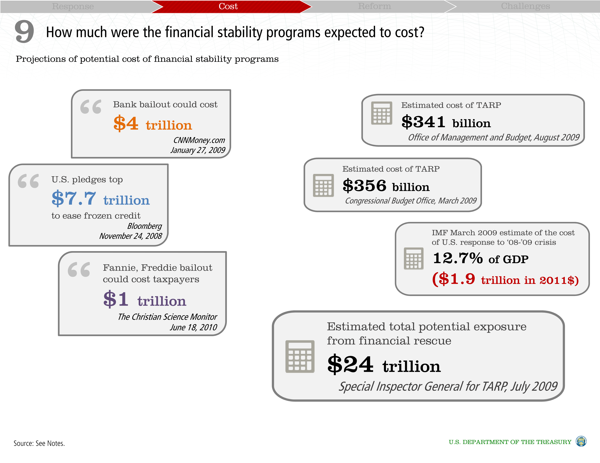 Response Cost Reform Challenges
9 How much were the financial stability programs expected to cost?
Projections of potential cost of financial stability programs
“ Bank bailout could cost
$4 trillion
CNNMoney.com
January 27, 2009
“ U.S. pledges top
$7.7 trillion
to ease frozen credit
Bloomberg
November 24, 2008
“ Fannie, Freddie bailout
could cost taxpayers
$1 trillion
The Christian Science Monitor
June 18, 2010
Estimated cost of TARP
$341 billion
Office of Management and Budget, August 2009
Estimated cost of TARP
$356 billion
Congressional Budget Office, March 2009
IMF March 2009 estimate of the cost
of U.S. response to '08-'09 crisis
12.7% of GDP
($1.9 trillion in 2011$)
Estimated total potential exposure
from financial rescue
$24 trillion
Special Inspector General for TARP, July 2009
Source: See Notes.
U.S. DEPARTMENT OF THE TREASURY